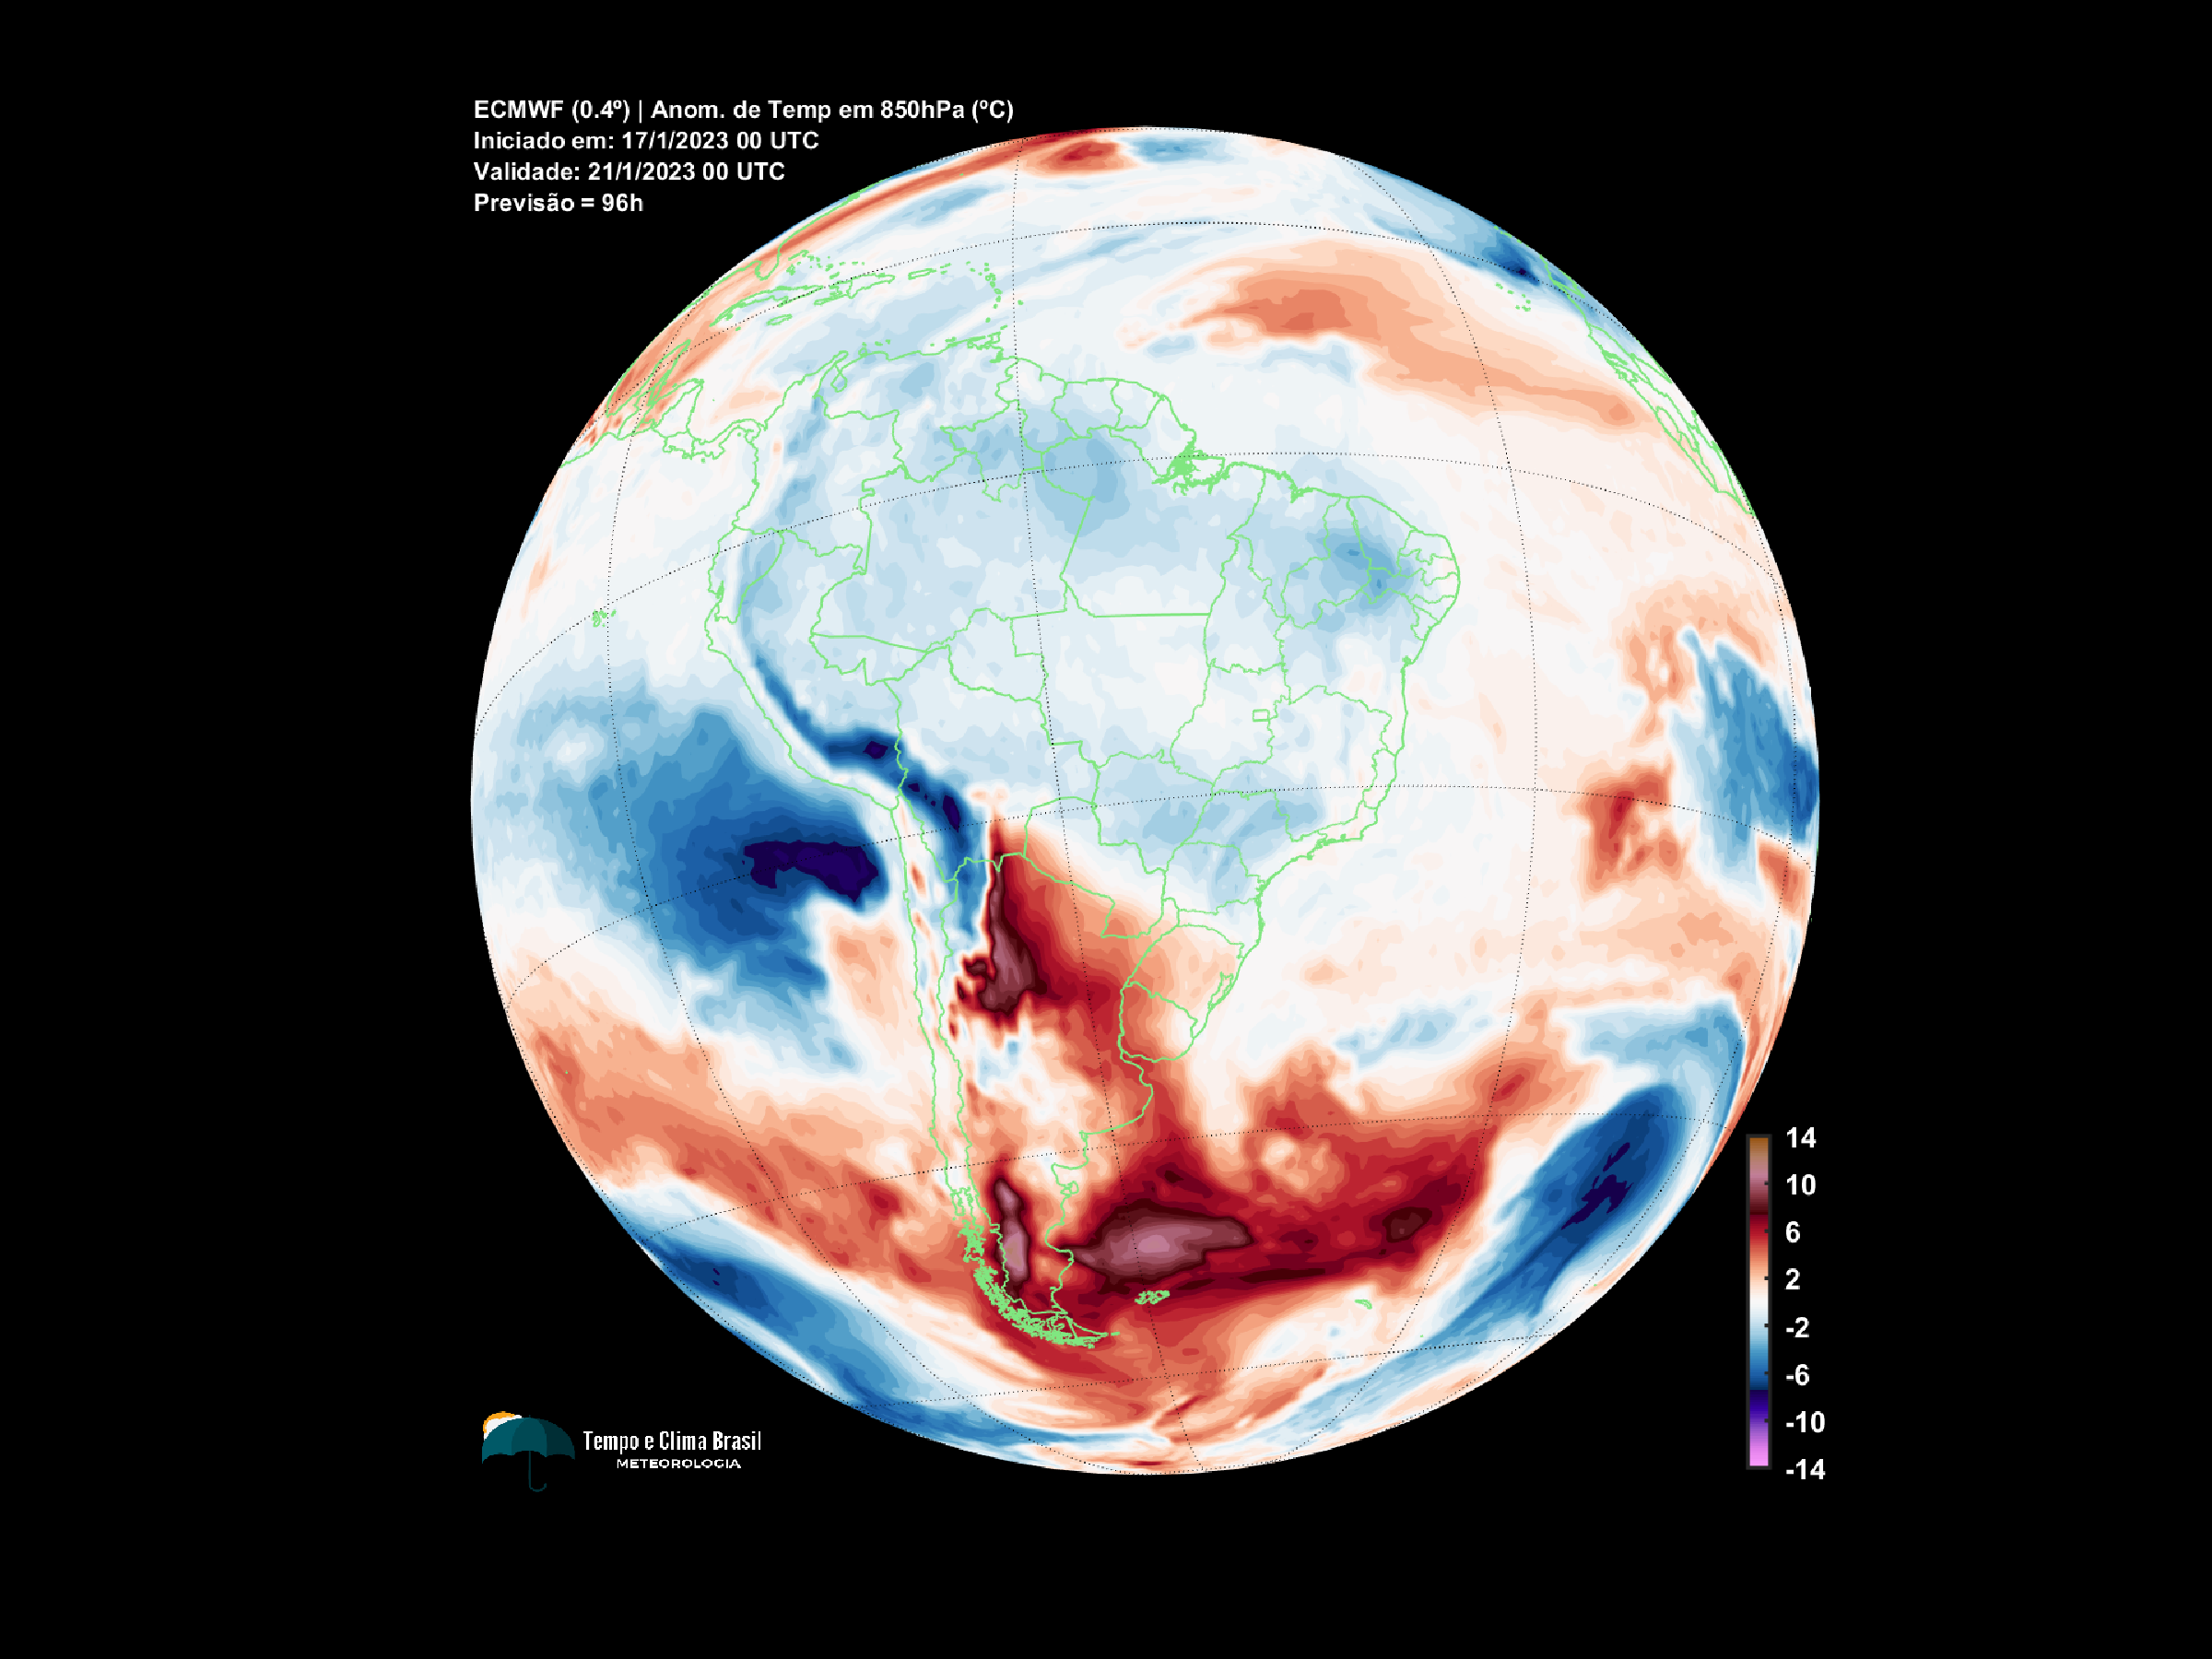 ECMWF (0.4º) | Anom. de Temp em 850hPa (ºC)
Iniciado em: 17/1/2023 00 UTC
Validade: 21/1/2023 00 UTC
Previsão = 96h
14
10
6
2
-2
-6
-10
-14
Tempo e Clima Brasil
METEOROLOGIA